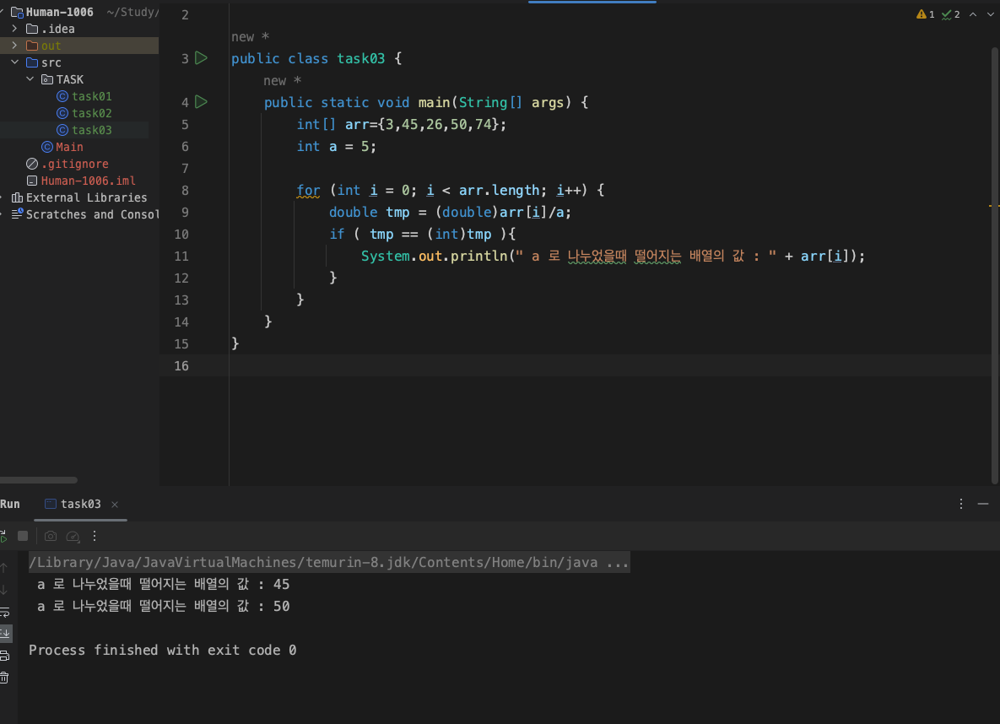 Human-1006 ~/Study/
.idea
out
src
TASK
task01
task02
task03
Main
.gitignore
Human-1006.iml
External Libraries
Scratches and Consol
1 2
2
new *
3 public class task03 {
new *
4 public static void main(String[] args) {
5 int[] arr={3,45,26,50,74};
6 int a = 5;
7
8 for (int i = 0; i < arr.length; i++) {
9 double tmp = (double)arr[i]/a;
10 if ( tmp == (int)tmp ){
11 System.out.println(" a 로 나누었을때 떨어지는 배열의 값 : " + arr[i]);
12 }
13 }
14 }
15 }
16
Run task03
/Library/Java/JavaVirtualMachines/temurin-8.jdk/Contents/Home/bin/java ...
a 로 나누었을때 떨어지는 배열의 값 : 45
a 로 나누었을때 떨어지는 배열의 값 : 50
Process finished with exit code 0